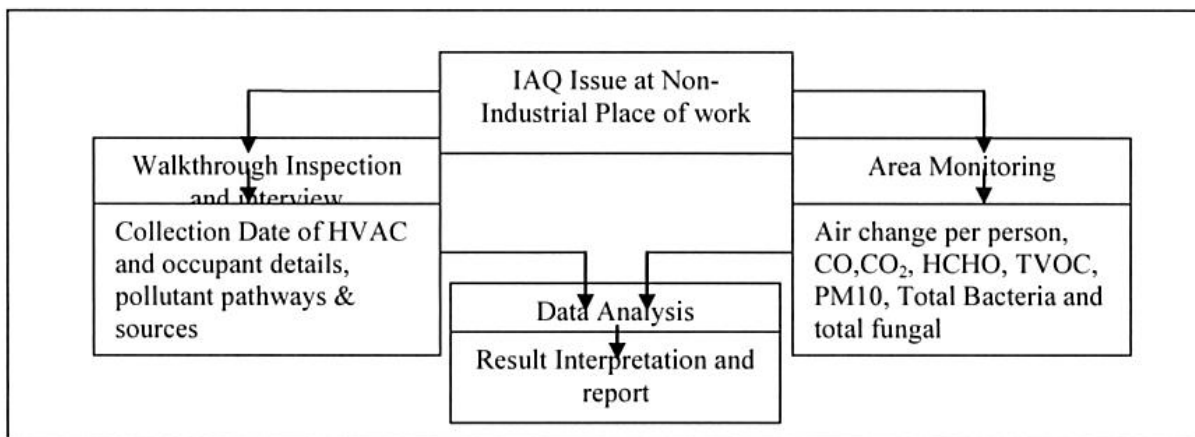 IAQ Issue at Non-
Industrial Place of work
Walkthrough Inspection
and interview
Collection Date of HVAC
and occupant details,
pollutant pathways &
sources
Area Monitoring
Air change per person,
CO,CO₂, HCHO, TVOC,
PM10, Total Bacteria and
total fungal
Data Analysis
Result Interpretation and
report